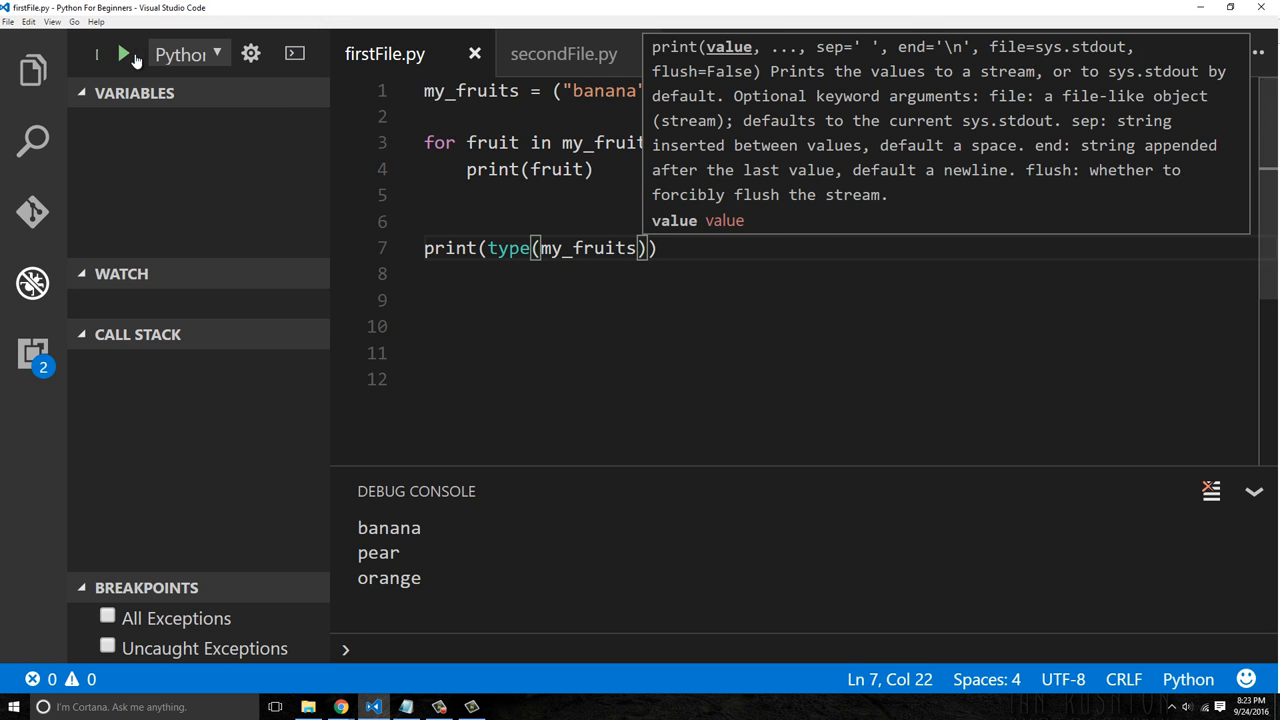 firstFile.py - Python For Beginners - Visual Studio Code
File Edit View Go Help
Python
firstFile.py
secondFile.py
VARIABLES
WATCH
CALL STACK
2
BREAKPOINTS
All Exceptions
Uncaught Exceptions
1 my_fruits = ("banana"
2
3 for fruit in my_fruit
4 print(fruit)
5
6
7 print(type(my_fruits))
8
9
10
11
12
print(value, ..., sep=' ', end='\n', file=sys.stdout,
flush=False) Prints the values to a stream, or to sys.stdout by
default. Optional keyword arguments: file: a file-like object
(stream); defaults to the current sys.stdout. sep: string
inserted between values, default a space. end: string appended
after the last value, default a newline. flush: whether to
forcibly flush the stream.
value value
DEBUG CONSOLE
banana
pear
orange
0 0
Ln 7, Col 22 Spaces: 4 UTF-8 CRLF Python
I'm Cortana. Ask me anything.
8:23 PM
9/24/2016